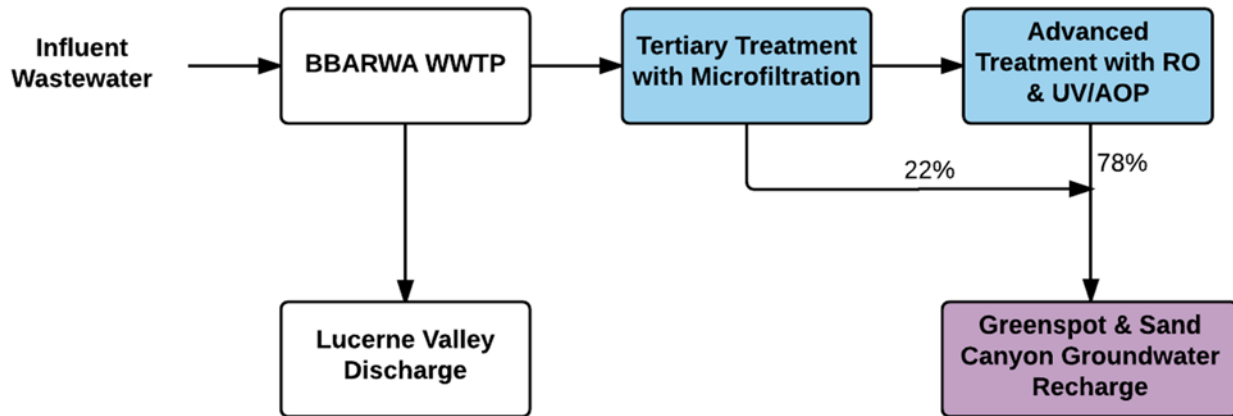 Influent
Wastewater
BBARWA WWTP
Tertiary Treatment
with Microfiltration
Advanced
Treatment with RO
& UV/AOP
22%
78%
Lucerne Valley
Discharge
Greenspot & Sand
Canyon Groundwater
Recharge